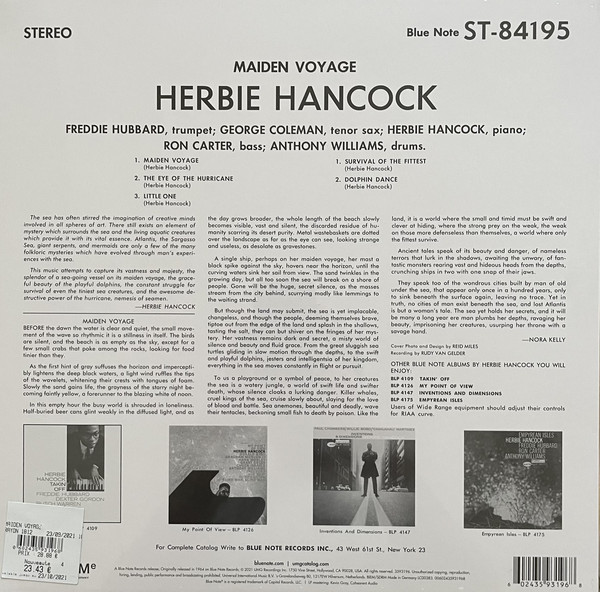 STEREO
Blue Note ST-84195
MAIDEN VOYAGE
HERBIE HANCOCK
FREDDIE HUBBARD, trumpet; GEORGE COLEMAN, tenor sax; HERBIE HANCOCK, piano;
RON CARTER, bass; ANTHONY WILLIAMS, drums.
1. MAIDEN VOYAGE
(Herbie Hancock)
2. THE EYE OF THE HURRICANE
(Herbie Hancock)
3. LITTLE ONE
(Herbie Hancock)
1. SURVIVAL OF THE FITTEST
(Herbie Hancock)
2. DOLPHIN DANCE
(Herbie Hancock)
The sea has often stirred the imagination of creative minds
involved in all spheres of art. There still exists an element of
mystery which surrounds the sea and the living aquatic creatures
which provide it with its vital essence. Atlantis, the Sargasso
Sea, giant serpents, and mermaids are only a few of the many
folkloric mysteries which have evolved through man's experi-
ences with the sea.
This music attempts to capture its vastness and majesty, the
splendor of a sea-going vessel on its maiden voyage, the grace-
ful beauty of the playful dolphins, the constant struggle for
survival of even the tiniest sea creatures, and the awesome de-
structive power of the hurricane, nemesis of seamen.
—HERBIE HANCOCK
MAIDEN VOYAGE
BEFORE the dawn the water is clear and quiet, the small move-
ment of the wave so rhythmic it is a stillness in itself. The birds
are silent, and the beach is as empty as the sky, except for a
few small crabs that poke among the rocks, looking for food
tinier than they.
As the first hint of grey suffuses the horizon and impercepti-
bly lightens the deep black waters, a light wind ruffles the tips
of the wavelets, whitening their crests with tongues of foam.
Slowly the sand gains life, the grayness of the starry night be-
coming faintly yellow, a forerunner to the blazing white of noon.
In this empty hour the busy world is shrouded in loneliness.
Half-buried beer cans glint weakly in the diffused light, and as
the day grows broader, the whole length of the beach slowly
becomes visible, vast and silent, the discarded residue of hu-
manity scarring its desert purity. Metal wastebaskets are dotted
over the landscape as far as the eye can see, looking strange
and useless, as desolate as gravestones.
A single ship, perhaps on her maiden voyage, her mast a
black spike against the sky, hovers near the horizon, until the
curving waters sink her sail from view. The sand twinkles in the
growing day, but all too soon the sea will break on a shore of
people. Gone will be the huge, secret silence, as the masses
stream from the city behind, scurrying madly like lemmings to
the waiting strand.
But though the land may submit, the sea is yet implacable,
changeless, and though the people, deeming themselves brave,
tiptoe out from the edge of the land and splash in the shallows,
tasting the salt, they can but shiver on the fringes of her mys-
tery. Her vastness remains dark and secret, a misty world of
silence and beauty and fluid grace. From the great sluggish sea
turtles gliding in slow motion through the depths, to the swift
and playful dolphins, jesters and intelligentsia of her kingdom,
everything in the sea moves constantly in flight or pursuit.
To us a playground or a symbol of peace, to her creatures
the sea is a watery jungle, a world of swift life and swifter
death, whose silence cloaks a lurking danger. Killer whales,
cruel kings of the sea, cruise slowly about, slaying for the love
of blood and battle. Sea anemones, beautiful and deadly, wave
their tentacles, beckoning small fish to death by poison. Like the
land, it is a world where the small and timid must be swift and
clever at hiding, where the strong prey on the weak, the weak
on those more defenseless than themselves, a world where only
the fittest survive.
Ancient tales speak of its beauty and danger, of nameless
terrors that lurk in the shadows, awaiting the unwary, of fan-
tastic monsters rearing vast and hideous heads from the depths,
crunching ships in two with one snap of their jaws.
They speak too of the wondrous cities built by man of old
under the sea, that appear only once in a hundred years, only
to sink beneath the surface again, leaving no trace. Yet in
truth, no cities of man exist beneath the sea, and lost Atlantis
is but a woman's tale. The sea yet holds her secrets, and it will
be many a long year ere man plumbs her depths, ravaging her
beauty, imprisoning her creatures, usurping her throne with a
savage hand.
—NORA KELLY
Cover Photo and Design by REID MILES
Recording by RUDY VAN GELDER
OTHER BLUE NOTE ALBUMS BY HERBIE HANCOCK YOU WILL
ENJOY:
BLP 4109 TAKIN' OFF
BLP 4126 MY POINT OF VIEW
BLP 4147 INVENTIONS AND DIMENSIONS
BLP 4175 EMPYREAN ISLES
Users of Wide Range equipment should adjust their controls
for RIAA curve.
HERBIE
HANCOCK
TAKIN'
OFF
FREDDIE HUBBARD
DEXTER GORDON
4109
HERBIE
HANCOCK
My Point of View – BLP 4126
Inventions And Dimensions – BLP 4147
EMPYREAN ISLES
HERBIE HANCOCK
FREDDIE HUBBARD
RON CARTER
ANTHONY WILLIAMS
Empyrean Isles – BLP 4175
For Complete Catalog Write to BLUE NOTE RECORDS INC., 43 West 61st St., New York 23
bluenote.com | umgcatalog.com
23/09/2021
0 602435 93196
PRIX 28.88 €
Nouveauté 4
23.43 €
23/10/2021
6 02435 93196 8